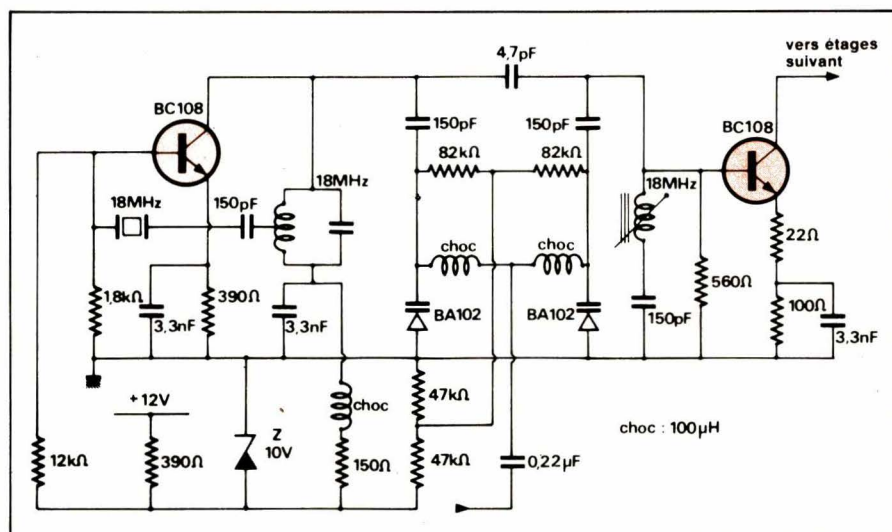 4,7pF
vers étages
suivant
BC108
150pF
150pF
BC108
82kΩ
82kΩ
18MHz
150pF
18MHz
18MHz
choc
choc
22Ω
1,8kΩ
3,3nF
390Ω
3,3nF
BA102
BA102
150pF
560Ω
100Ω
3,3nF
+12V
choc
47kΩ
choc : 100µH
12kΩ
390Ω
Z
10V
150Ω
47kΩ
0,22µF